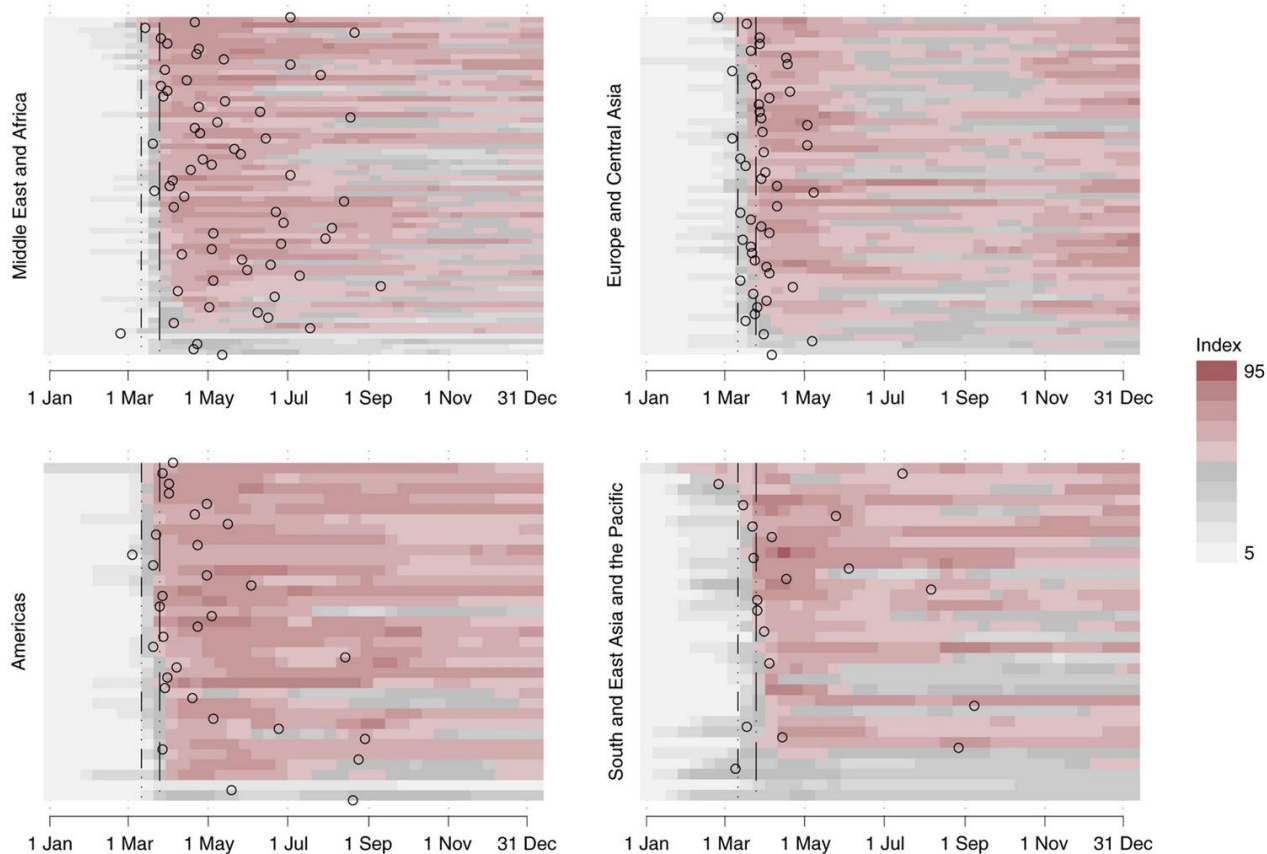 Middle East and Africa
1 Jan 1 Mar 1 May 1 Jul 1 Sep 1 Nov 31 Dec
Europe and Central Asia
1 Jan 1 Mar 1 May 1 Jul 1 Sep 1 Nov 31 Dec
Index
95
5
Americas
1 Jan 1 Mar 1 May 1 Jul 1 Sep 1 Nov 31 Dec
South and East Asia and the Pacific
1 Jan 1 Mar 1 May 1 Jul 1 Sep 1 Nov 31 Dec